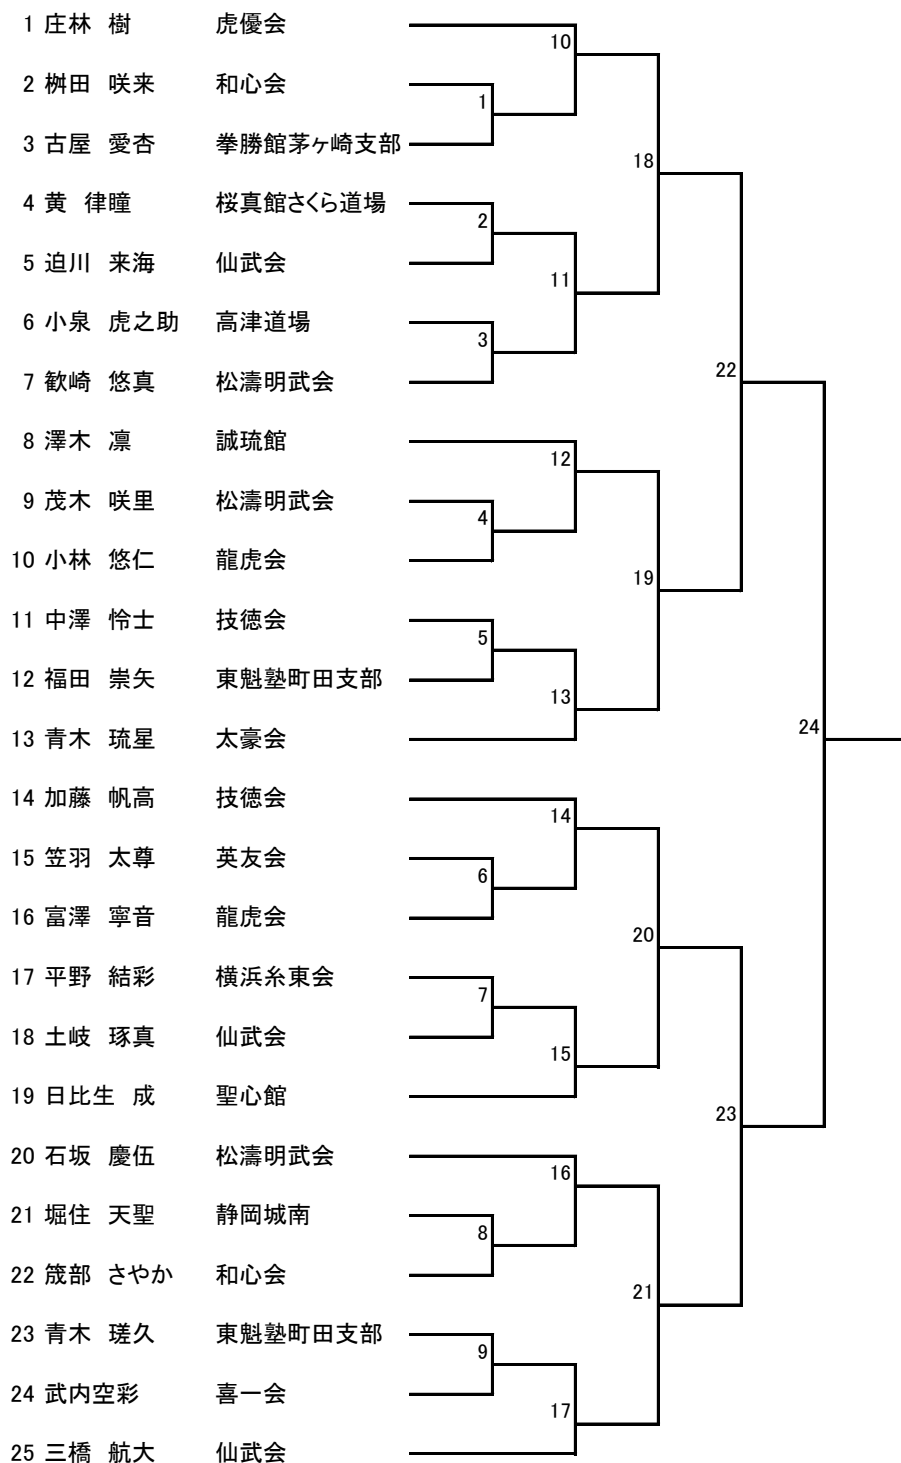 1 庄林 樹 虎優会
10
2 桝田 咲来 和心会
1
3 古屋 愛杏 拳勝館茅ヶ崎支部
18
4 黄 律瞳 桜真館さくら道場
2
5 迫川 来海 仙武会
11
6 小泉 虎之助 高津道場
3
22
7 歓崎 悠真 松濤明武会
8 澤木 凛 誠琉館
12
9 茂木 咲里 松濤明武会
4
10 小林 悠仁 龍虎会
19
11 中澤 怜士 技徳会
5
12 福田 崇矢 東魁塾町田支部
13
24
13 青木 琉星 太豪会
14 加藤 帆高 技徳会
14
15 笠羽 太尊 英友会
6
16 富澤 寧音 龍虎会
20
17 平野 結彩 横浜糸東会
7
18 土岐 琢真 仙武会
15
19 日比生 成 聖心館
23
20 石坂 慶伍 松濤明武会
16
21 堀住 天聖 静岡城南
8
22 筬部 さやか 和心会
21
23 青木 瑳久 東魁塾町田支部
9
24 武内空彩 喜一会
17
25 三橋 航大 仙武会